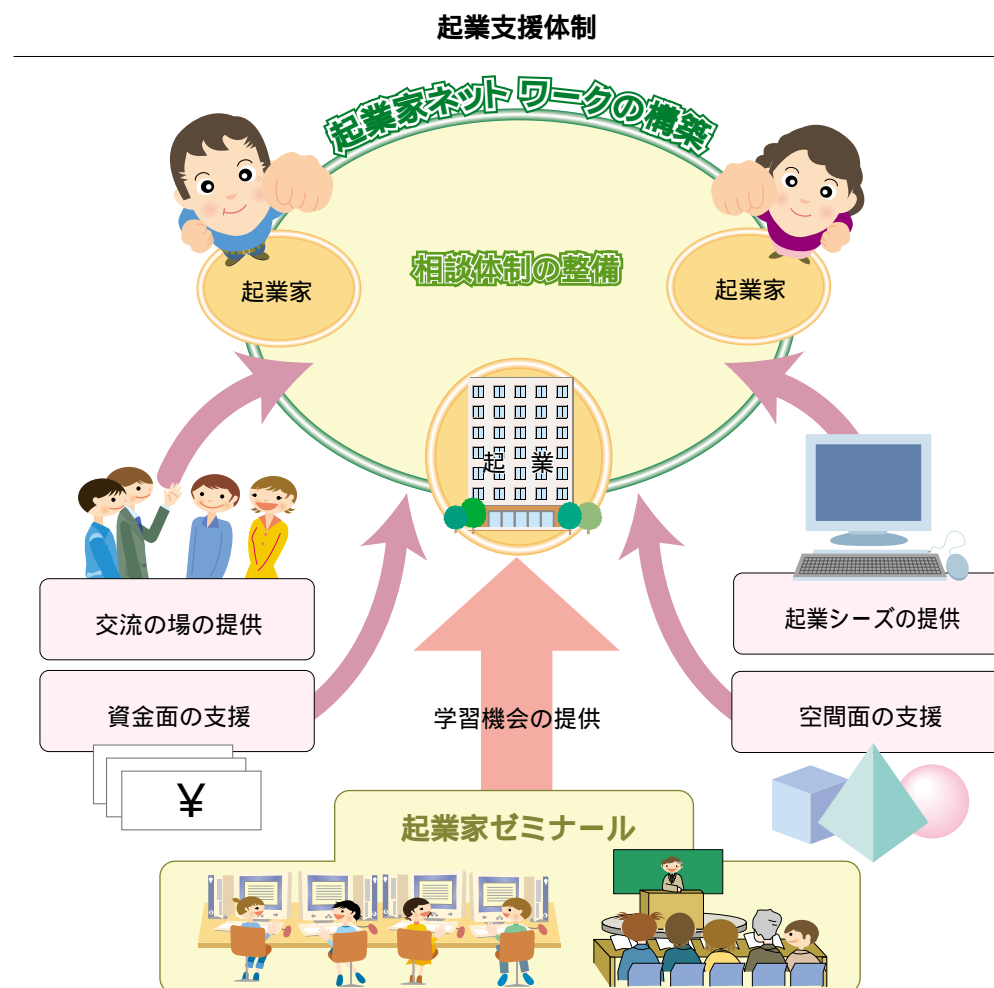 起業支援体制
起業家ネットワークの構築
相談体制の整備
起業家
起業家
起業
交流の場の提供
起業シーズの提供
資金面の支援
学習機会の提供
空間面の支援
¥
起業家ゼミナール